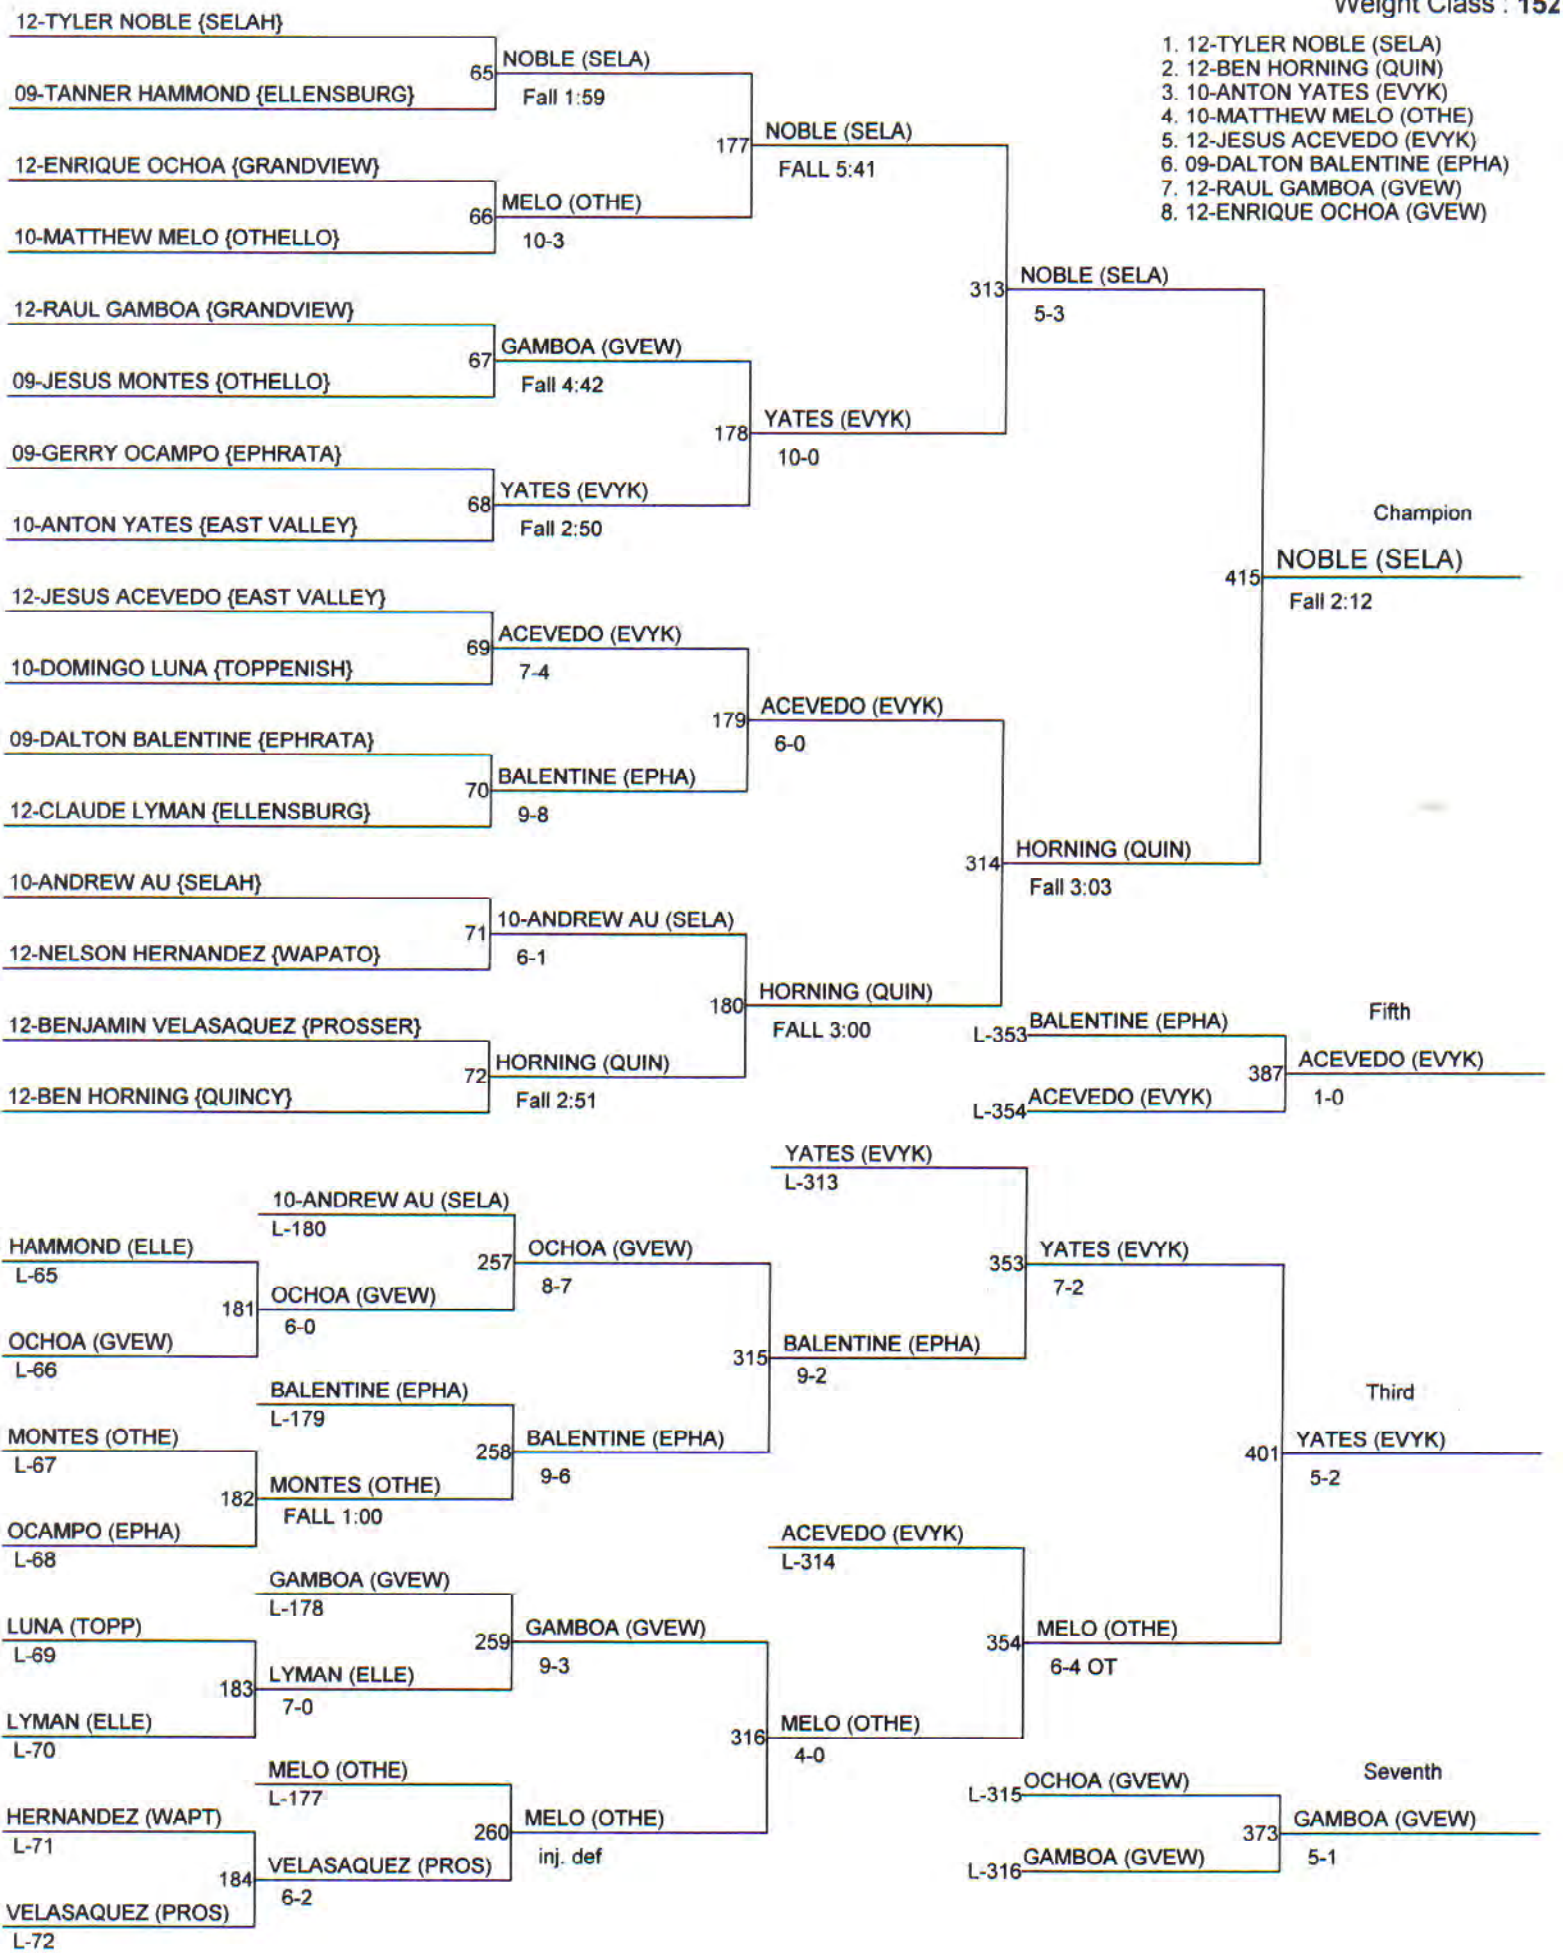 Weight Class : 152
1. 12-TYLER NOBLE (SELA)
2. 12-BEN HORNING (QUIN)
3. 10-ANTON YATES (EVYK)
4. 10-MATTHEW MELO (OTHE)
5. 12-JESUS ACEVEDO (EVYK)
6. 09-DALTON BALENTINE (EPHA)
7. 12-RAUL GAMBOA (GVEW)
8. 12-ENRIQUE OCHOA (GVEW)
12-TYLER NOBLE {SELAH}
65 NOBLE (SELA)
09-TANNER HAMMOND {ELLENSBURG}
Fall 1:59
177 NOBLE (SELA)
FALL 5:41
12-ENRIQUE OCHOA {GRANDVIEW}
66 MELO (OTHE)
10-MATTHEW MELO {OTHELLO}
10-3
313 NOBLE (SELA)
5-3
12-RAUL GAMBOA {GRANDVIEW}
67 GAMBOA (GVEW)
09-JESUS MONTES {OTHELLO}
Fall 4:42
178 YATES (EVYK)
10-0
09-GERRY OCAMPO {EPHRATA}
68 YATES (EVYK)
10-ANTON YATES {EAST VALLEY}
Fall 2:50
Champion
415 NOBLE (SELA)
Fall 2:12
12-JESUS ACEVEDO {EAST VALLEY}
69 ACEVEDO (EVYK)
10-DOMINGO LUNA {TOPPENISH}
7-4
179 ACEVEDO (EVYK)
6-0
09-DALTON BALENTINE {EPHRATA}
70 BALENTINE (EPHA)
12-CLAUDE LYMAN {ELLENSBURG}
9-8
314 HORNING (QUIN)
Fall 3:03
10-ANDREW AU {SELAH}
71 10-ANDREW AU (SELA)
12-NELSON HERNANDEZ {WAPATO}
6-1
180 HORNING (QUIN)
FALL 3:00
12-BENJAMIN VELASAQUEZ {PROSSER}
72 HORNING (QUIN)
12-BEN HORNING {QUINCY}
Fall 2:51
Fifth
L-353 BALENTINE (EPHA)
387 ACEVEDO (EVYK)
L-354 ACEVEDO (EVYK)
1-0
YATES (EVYK)
L-313
10-ANDREW AU (SELA)
L-180
HAMMOND (ELLE)
L-65
257 OCHOA (GVEW)
8-7
353 YATES (EVYK)
7-2
181 OCHOA (GVEW)
6-0
OCHOA (GVEW)
L-66
315 BALENTINE (EPHA)
9-2
BALENTINE (EPHA)
L-179
MONTES (OTHE)
L-67
258 BALENTINE (EPHA)
9-6
182 MONTES (OTHE)
FALL 1:00
OCAMPO (EPHA)
L-68
Third
401 YATES (EVYK)
5-2
ACEVEDO (EVYK)
L-314
GAMBOA (GVEW)
L-178
LUNA (TOPP)
L-69
259 GAMBOA (GVEW)
9-3
354 MELO (OTHE)
6-4 OT
183 LYMAN (ELLE)
7-0
LYMAN (ELLE)
L-70
316 MELO (OTHE)
4-0
MELO (OTHE)
L-177
HERNANDEZ (WAPT)
L-71
260 MELO (OTHE)
inj. def
184 VELASAQUEZ (PROS)
6-2
VELASAQUEZ (PROS)
L-72
Seventh
L-315 OCHOA (GVEW)
373 GAMBOA (GVEW)
L-316 GAMBOA (GVEW)
5-1